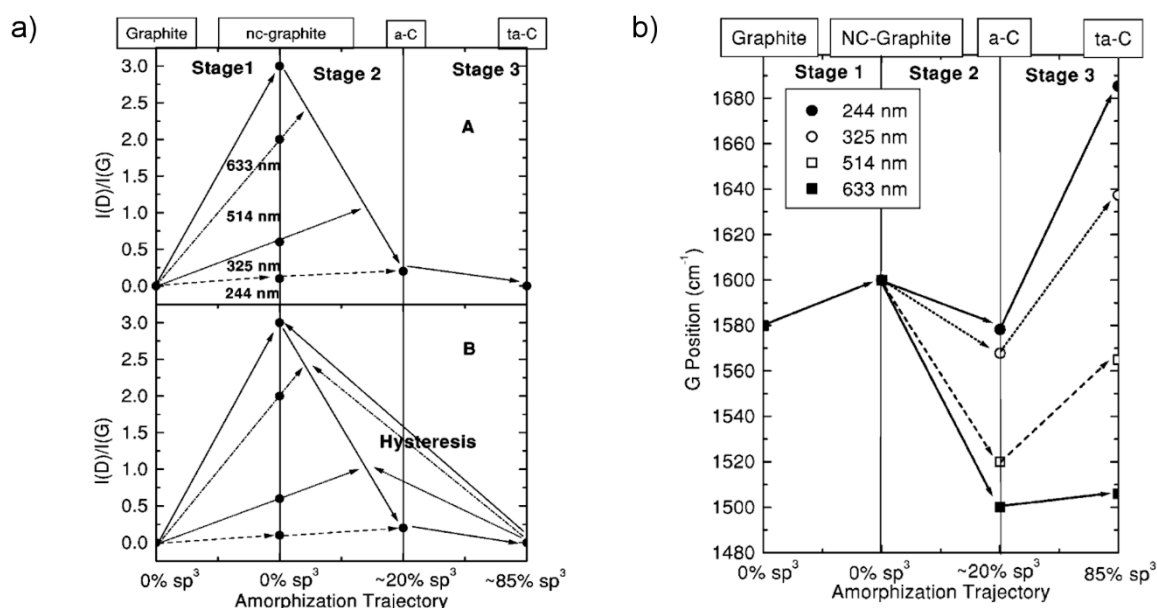 a)
Graphite nc-graphite a-C ta-C
Stage1 Stage 2 Stage 3
3.0
2.5
2.0
1.5
1.0
0.5
0.0
I(D)/I(G)
A
633 nm
514 nm
325 nm
244 nm
3.0
2.5
2.0
1.5
1.0
0.5
0.0
I(D)/I(G)
B
Hysteresis
0% sp³ 0% sp³ ~20% sp³ ~85% sp³
Amorphization Trajectory
b)
Graphite NC-Graphite a-C ta-C
Stage 1 Stage 2 Stage 3
244 nm
325 nm
514 nm
633 nm
1680
1660
1640
1620
1600
1580
1560
1540
1520
1500
1480
G Position (cm⁻¹)
0% sp³ 0% sp³ ~20% sp³ 85% sp³
Amorphization Trajectory